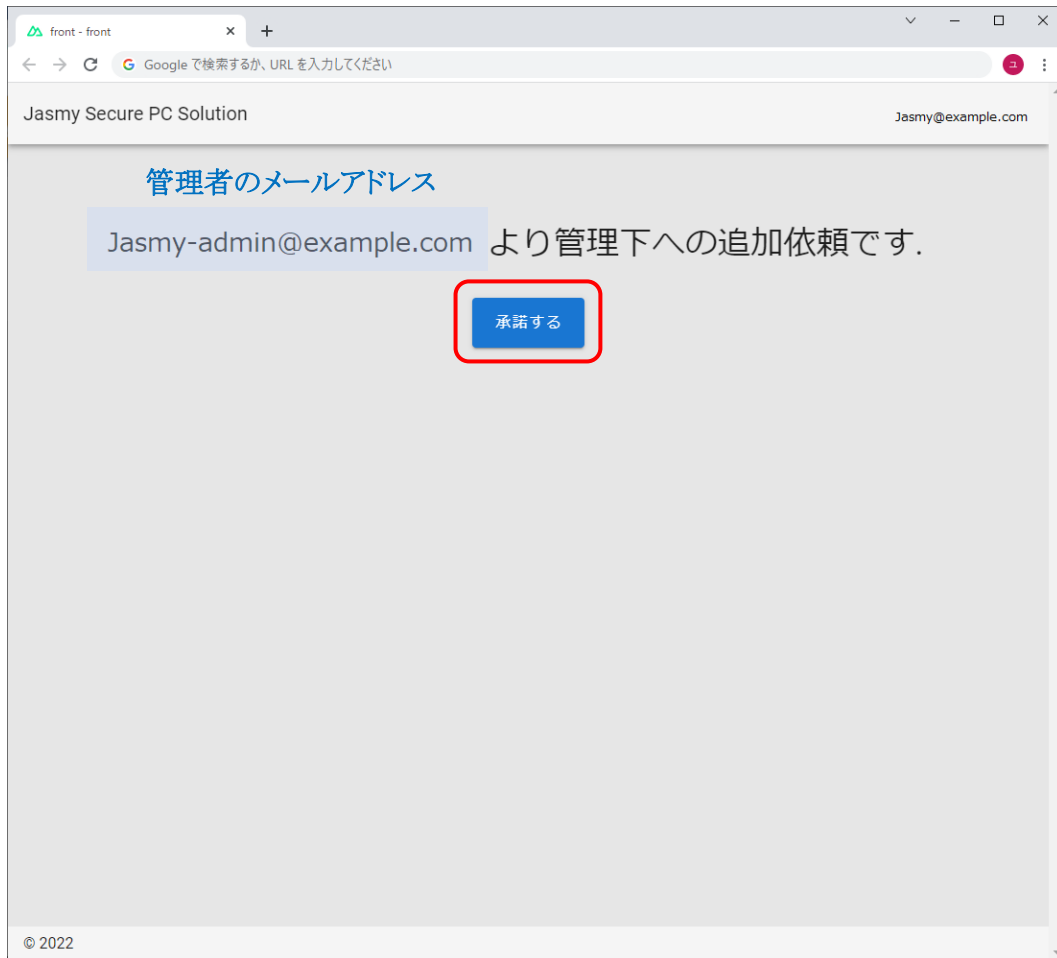 front - front
Google で検索するか、URL を入力してください
ユ
Jasmy Secure PC Solution
Jasmy@example.com
管理者のメールアドレス
Jasmy-admin@example.com より管理下への追加依頼です.
承諾する
© 2022